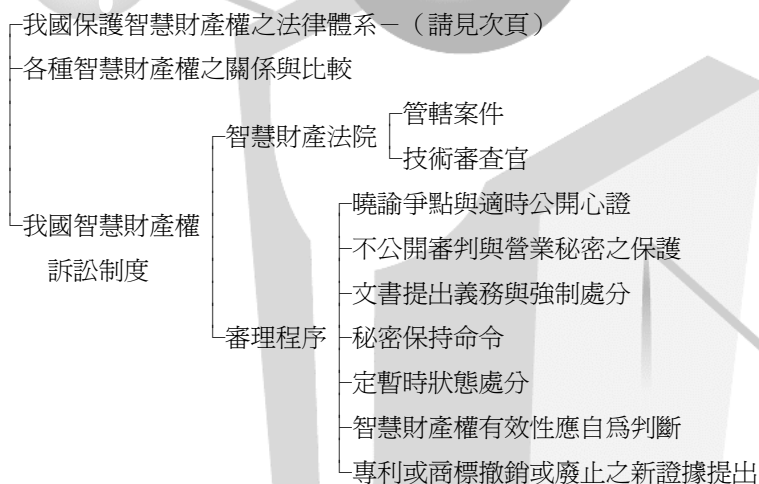 我國保護智慧財產權之法律體系－（請見次頁）
各種智慧財產權之關係與比較
我國智慧財產權
訴訟制度
智慧財產法院
管轄案件
技術審查官
審理程序
曉諭爭點與適時公開心證
不公開審判與營業秘密之保護
文書提出義務與強制處分
秘密保持命令
定暫時狀態處分
智慧財產權有效性應自為判斷
專利或商標撤銷或廢止之新證據提出